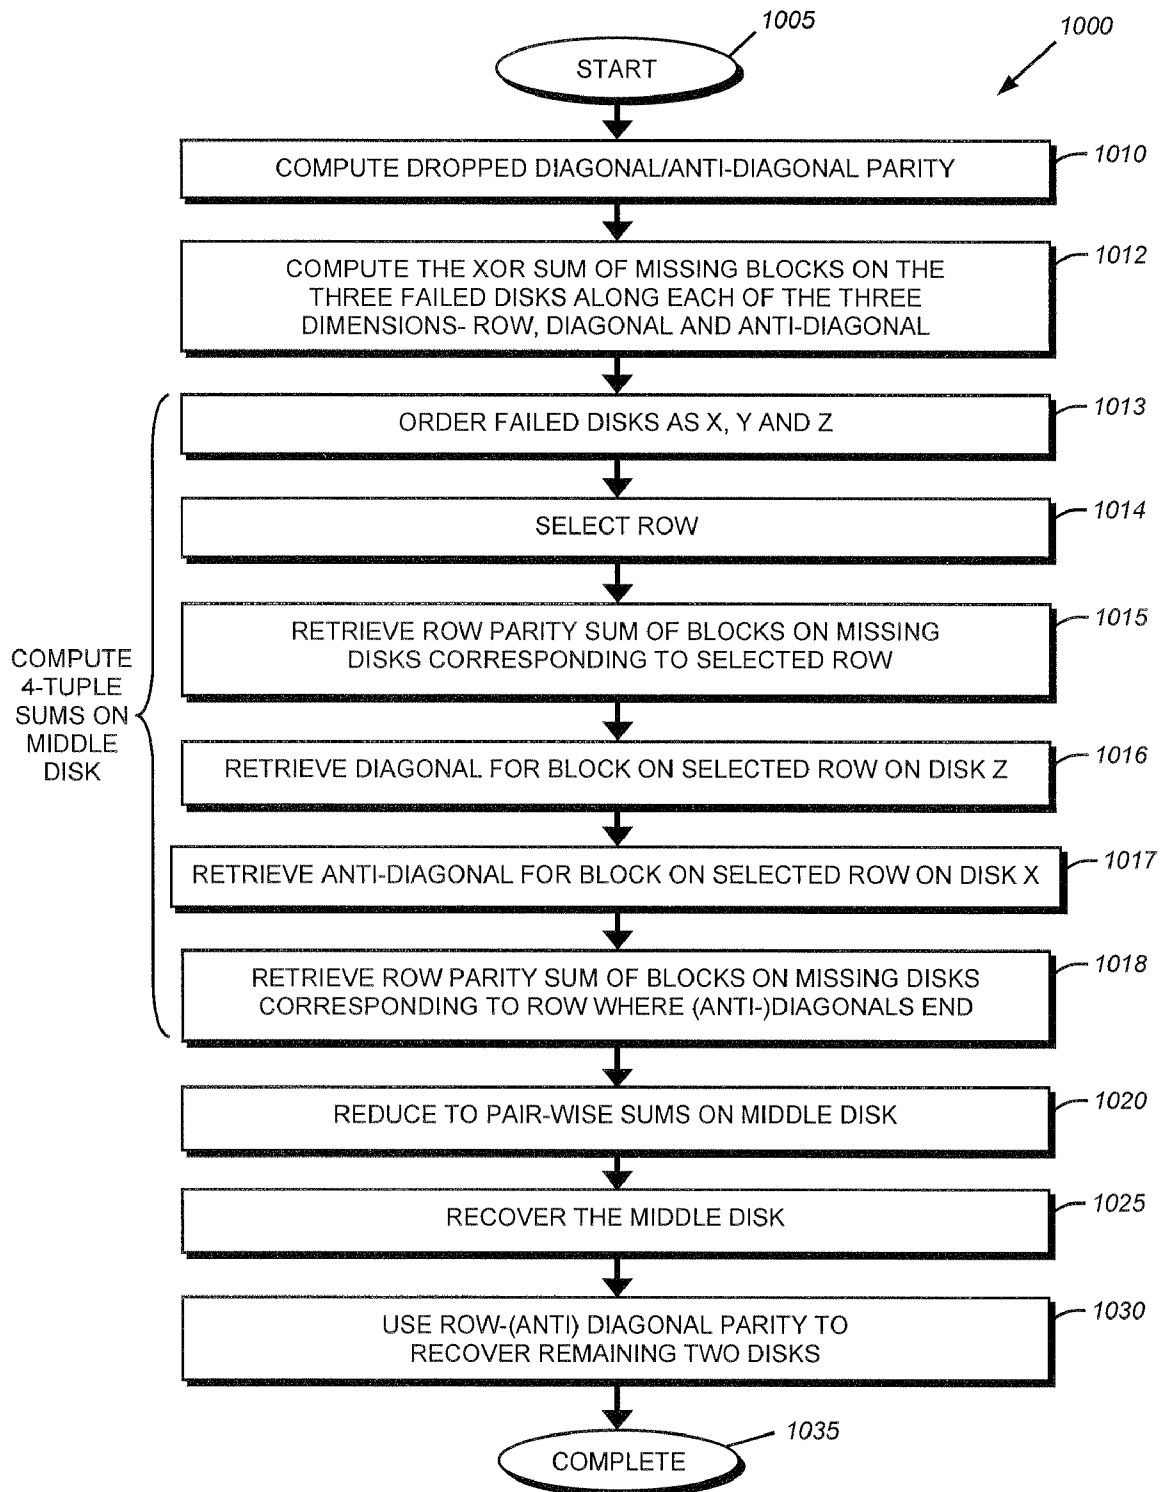 1005
1000
START
COMPUTE DROPPED DIAGONAL/ANTI-DIAGONAL PARITY
1010
COMPUTE THE XOR SUM OF MISSING BLOCKS ON THE
THREE FAILED DISKS ALONG EACH OF THE THREE
DIMENSIONS- ROW, DIAGONAL AND ANTI-DIAGONAL
1012
COMPUTE
4-TUPLE
SUMS ON
MIDDLE
DISK
ORDER FAILED DISKS AS X, Y AND Z
1013
SELECT ROW
1014
RETRIEVE ROW PARITY SUM OF BLOCKS ON MISSING
DISKS CORRESPONDING TO SELECTED ROW
1015
RETRIEVE DIAGONAL FOR BLOCK ON SELECTED ROW ON DISK Z
1016
RETRIEVE ANTI-DIAGONAL FOR BLOCK ON SELECTED ROW ON DISK X
1017
RETRIEVE ROW PARITY SUM OF BLOCKS ON MISSING DISKS
CORRESPONDING TO ROW WHERE (ANTI-)DIAGONALS END
1018
REDUCE TO PAIR-WISE SUMS ON MIDDLE DISK
1020
RECOVER THE MIDDLE DISK
1025
USE ROW-(ANTI) DIAGONAL PARITY TO
RECOVER REMAINING TWO DISKS
1030
COMPLETE
1035